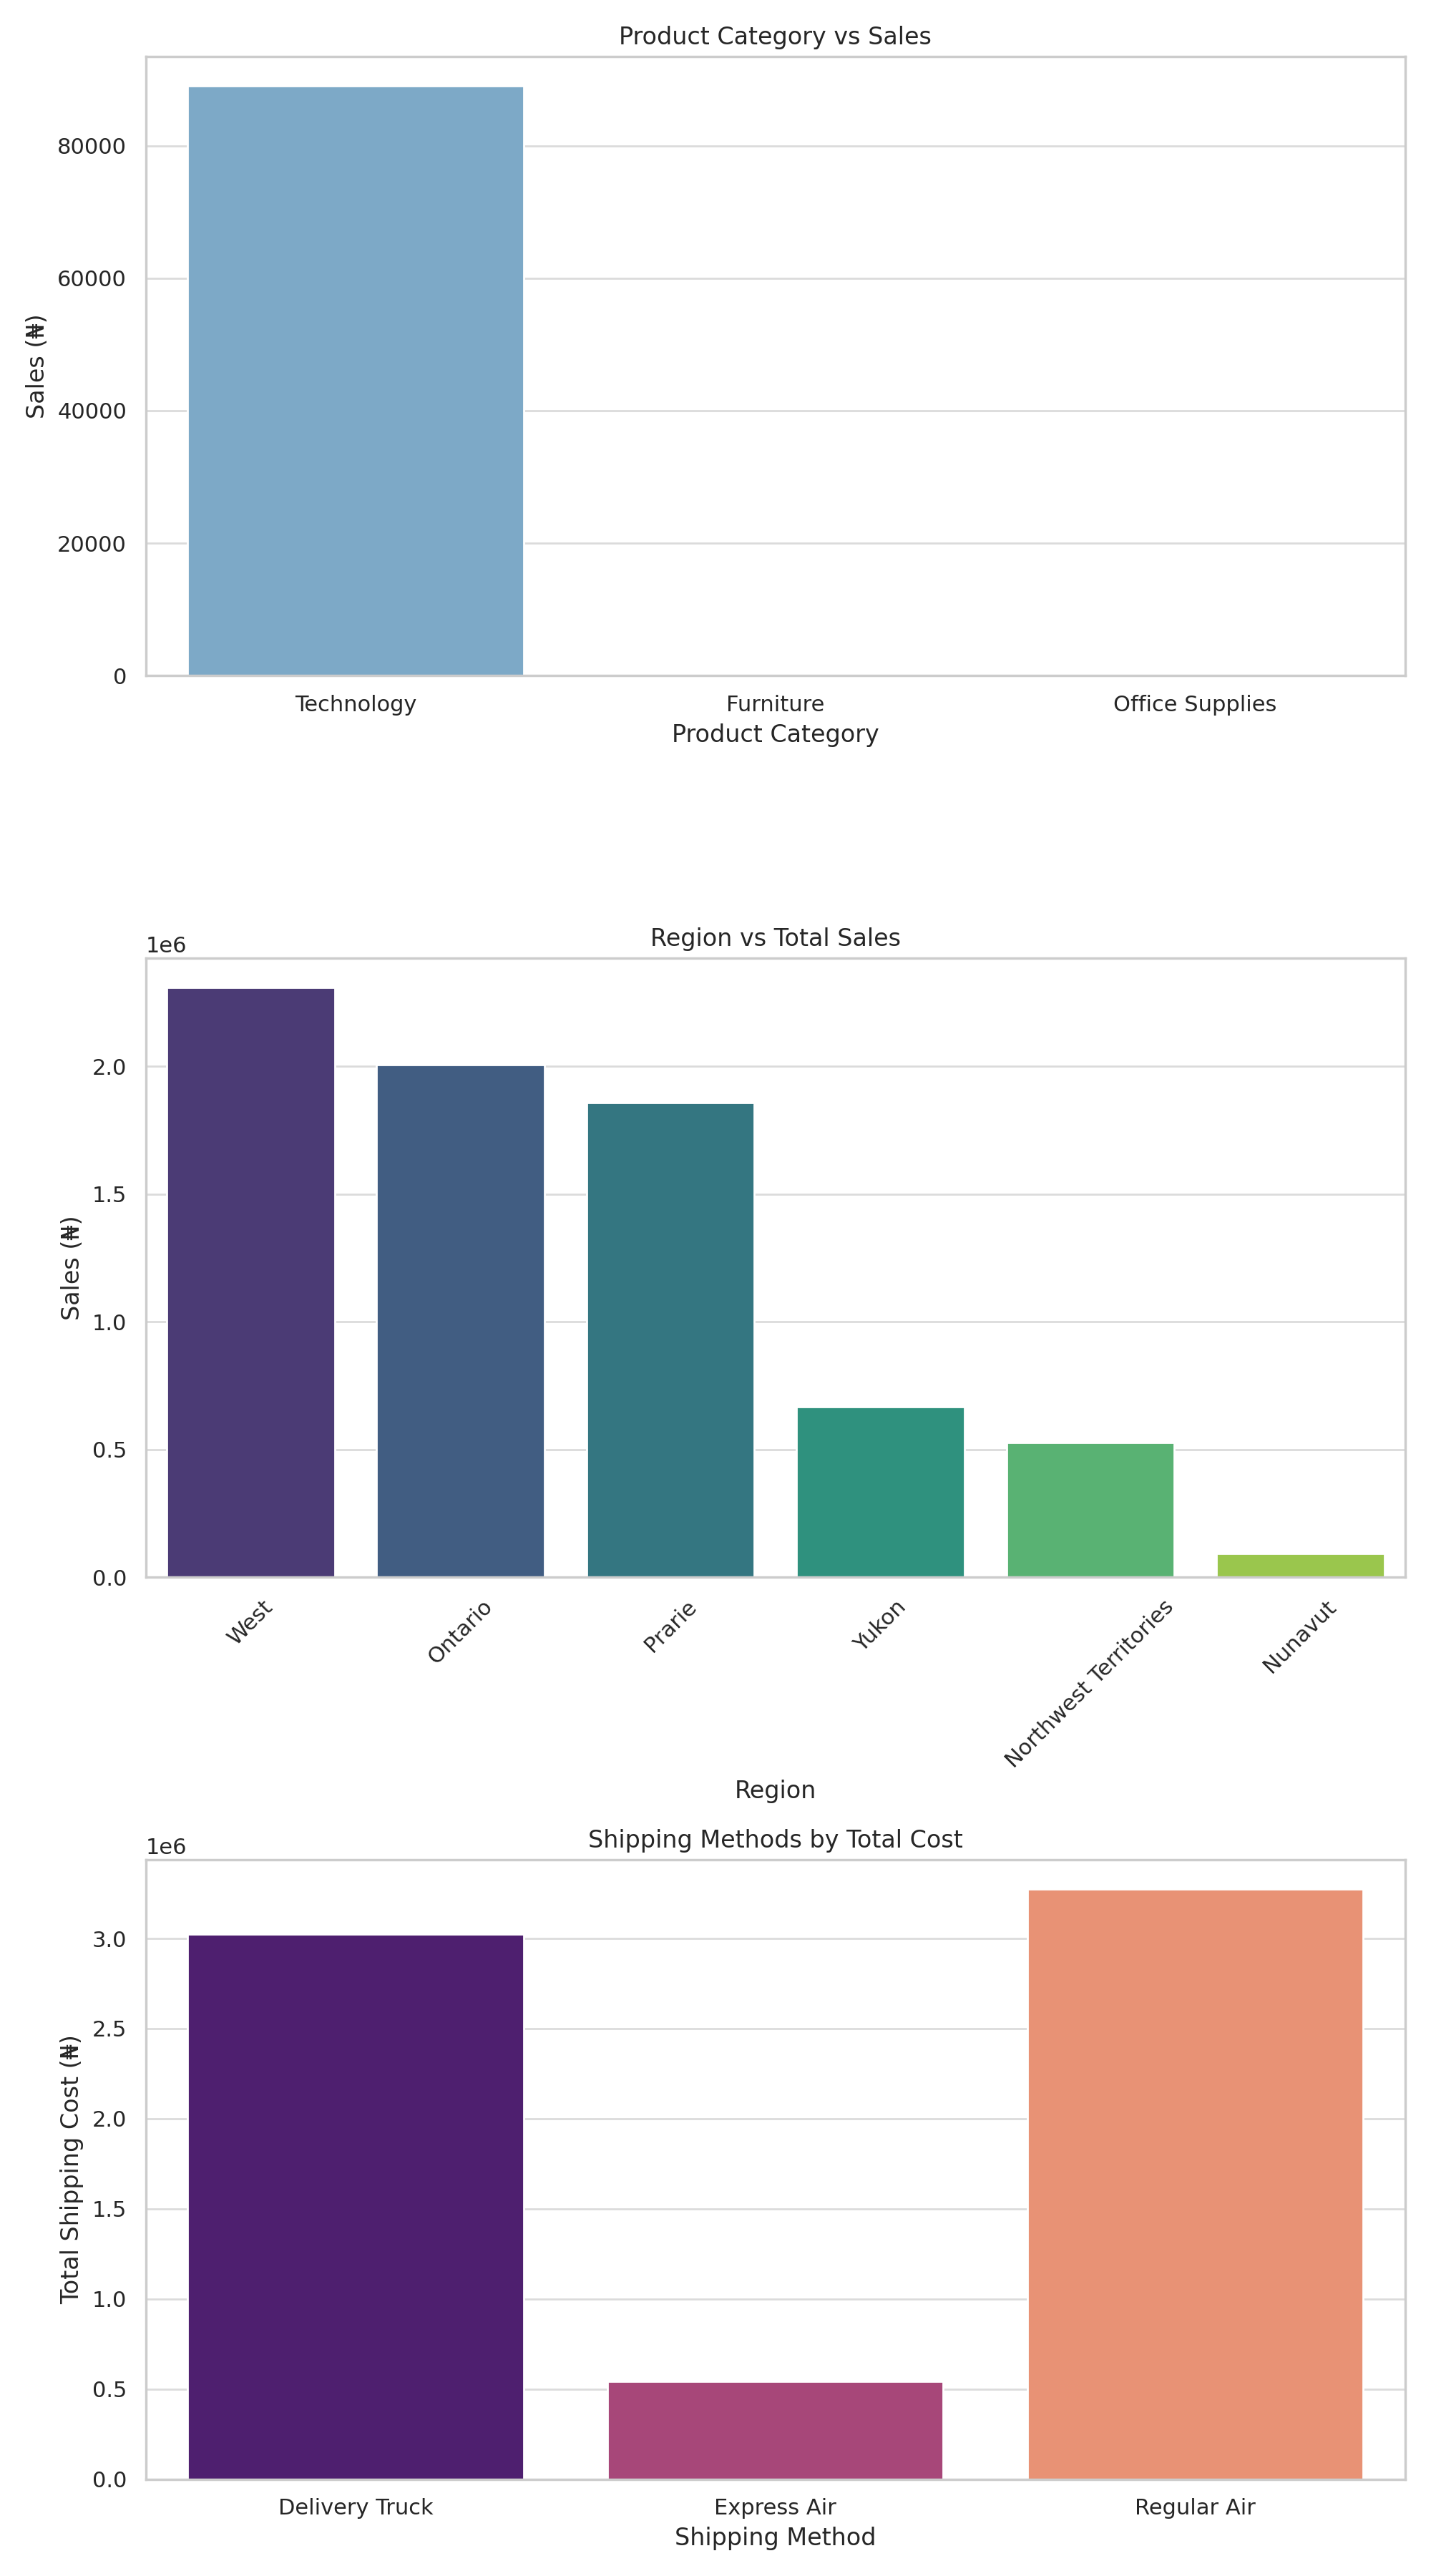 Product Category vs Sales
Sales (₦)
80000
60000
40000
20000
0
Technology
Furniture
Office Supplies
Product Category
Region vs Total Sales
1e6
Sales (₦)
2.0
1.5
1.0
0.5
0.0
West
Ontario
Prarie
Yukon
Northwest Territories
Nunavut
Region
Shipping Methods by Total Cost
1e6
Total Shipping Cost (₦)
3.0
2.5
2.0
1.5
1.0
0.5
0.0
Delivery Truck
Express Air
Regular Air
Shipping Method